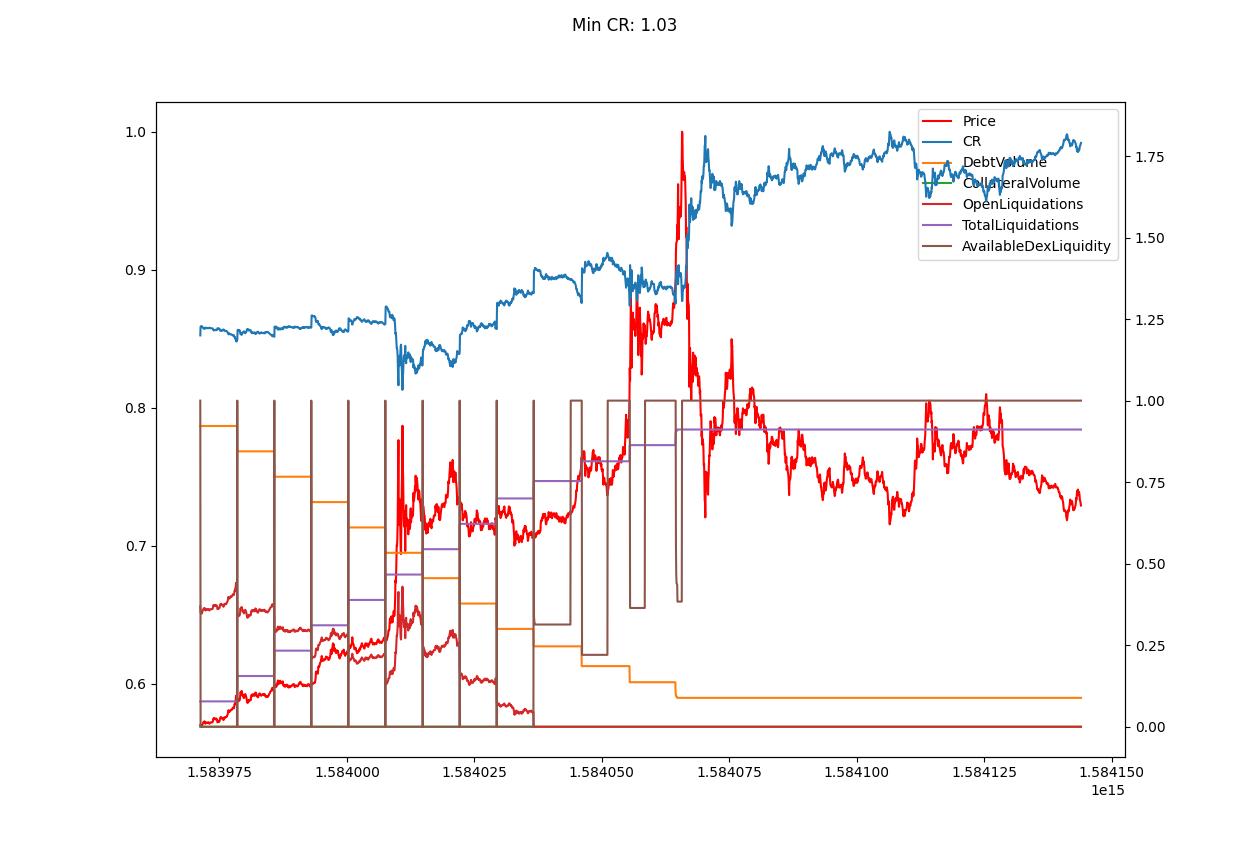 Min CR: 1.03
1.0
0.9
0.8
0.7
0.6
1.75
1.50
1.25
1.00
0.75
0.50
0.25
0.00
Price
CR
DebtVolume
CollateralVolume
OpenLiquidations
TotalLiquidations
AvailableDexLiquidity
1.583975 1.584000 1.584025 1.584050 1.584075 1.584100 1.584125 1.584150
1e15